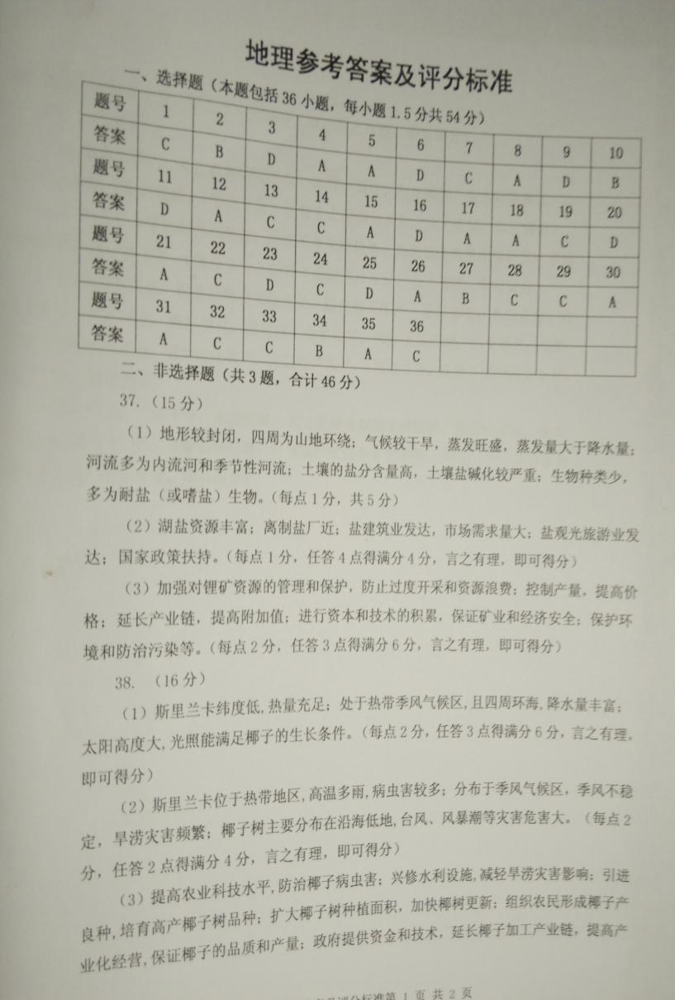 地理参考答案及评分标准
一、选择题（本题包括36小题，每小题1.5分共54分）
题号 1 2 3 4 5 6 7 8 9 10
答案 C B D A A D C A D B
题号 11 12 13 14 15 16 17 18 19 20
答案 D A C C A D A A C D
题号 21 22 23 24 25 26 27 28 29 30
答案 A C D C D A B C C A
题号 31 32 33 34 35 36
答案 A C C B A C
二、非选择题（共3题，合计46分）
37.（15分）
（1）地形较封闭，四周为山地环绕；气候较干旱，蒸发旺盛，蒸发量大于降水量；
河流多为内流河和季节性河流；土壤的盐分含量高，土壤盐碱化较严重；生物种类少，
多为耐盐（或嗜盐）生物。（每点1分，共5分）
（2）湖盐资源丰富；离制盐厂近；盐建筑业发达，市场需求量大；盐观光旅游业发
达；国家政策扶持。（每点1分，任答4点得满分4分，言之有理，即可得分）
（3）加强对锂矿资源的管理和保护，防止过度开采和资源浪费；控制产量，提高价
格；延长产业链，提高附加值；进行资本和技术的积累，保证矿业和经济安全；保护环
境和防治污染等。（每点2分，任答3点得满分6分，言之有理，即可得分）
38.（16分）
（1）斯里兰卡纬度低,热量充足；处于热带季风气候区,且四周环海,降水量丰富；
太阳高度大,光照能满足椰子的生长条件。（每点2分，任答3点得满分6分，言之有理，
即可得分）
（2）斯里兰卡位于热带地区,高温多雨,病虫害较多；分布于季风气候区，季风不稳
定，旱涝灾害频繁；椰子树主要分布在沿海低地,台风、风暴潮等灾害危害大。（每点2
分，任答2点得满分4分，言之有理，即可得分）
（3）提高农业科技水平,防治椰子病虫害；兴修水利设施,减轻旱涝灾害影响；引进
良种,培育高产椰子树品种；扩大椰子树种植面积，加快椰树更新；组织农民形成椰子产
业化经营,保证椰子的品质和产量；政府提供资金和技术，延长椰子加工产业链，提高产
分标准第 1 页 共 2 页